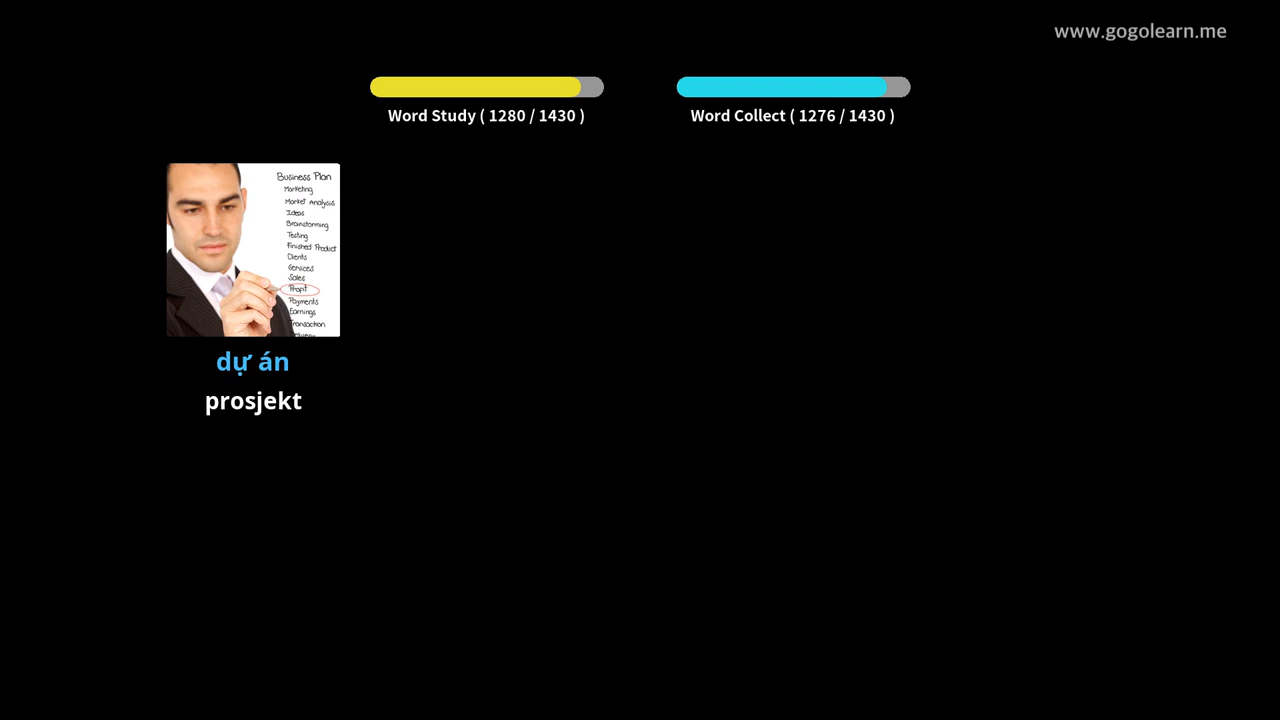 www.gogolearn.me
Word Study ( 1280 / 1430 )
Word Collect ( 1276 / 1430 )
Business Plan
Marketing
Market Analysis
Ideas
Brainstorming
Testing
Finished Product
Clients
Services
Sales
Profit
Payments
Earnings
Transaction
Delivery
dự án
prosjekt